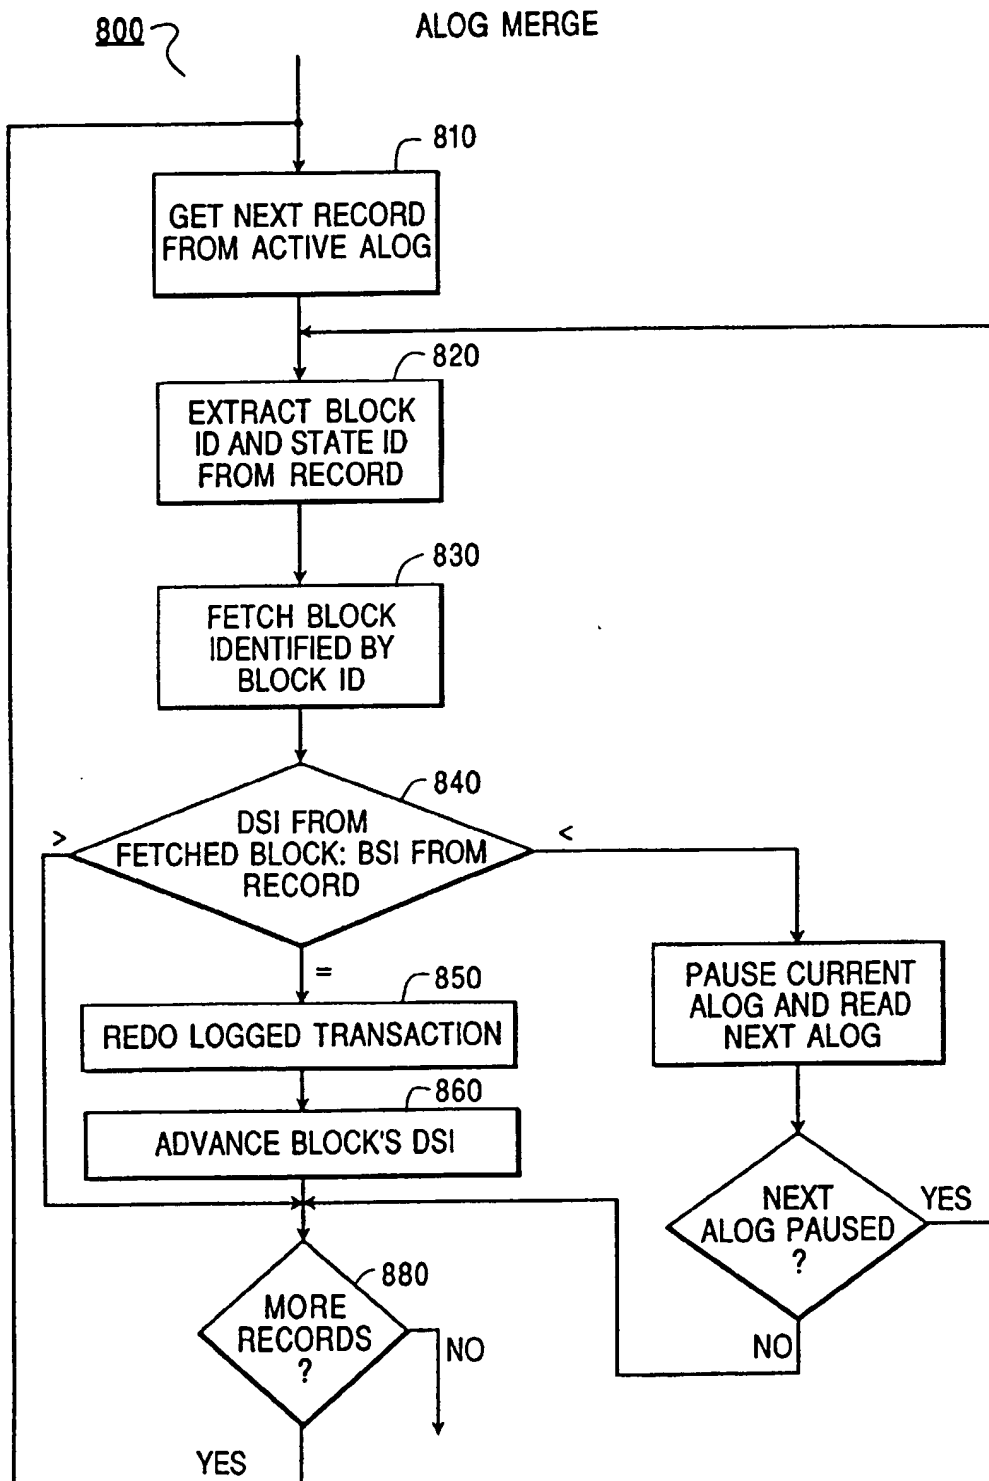 800
ALOG MERGE
810
GET NEXT RECORD
FROM ACTIVE ALOG
820
EXTRACT BLOCK
ID AND STATE ID
FROM RECORD
830
FETCH BLOCK
IDENTIFIED BY
BLOCK ID
840
>
DSI FROM
FETCHED BLOCK: BSI FROM
RECORD
<
=
850
REDO LOGGED TRANSACTION
860
ADVANCE BLOCK'S DSI
PAUSE CURRENT
ALOG AND READ
NEXT ALOG
NEXT
ALOG PAUSED
?
YES
NO
880
MORE
RECORDS
?
NO
YES